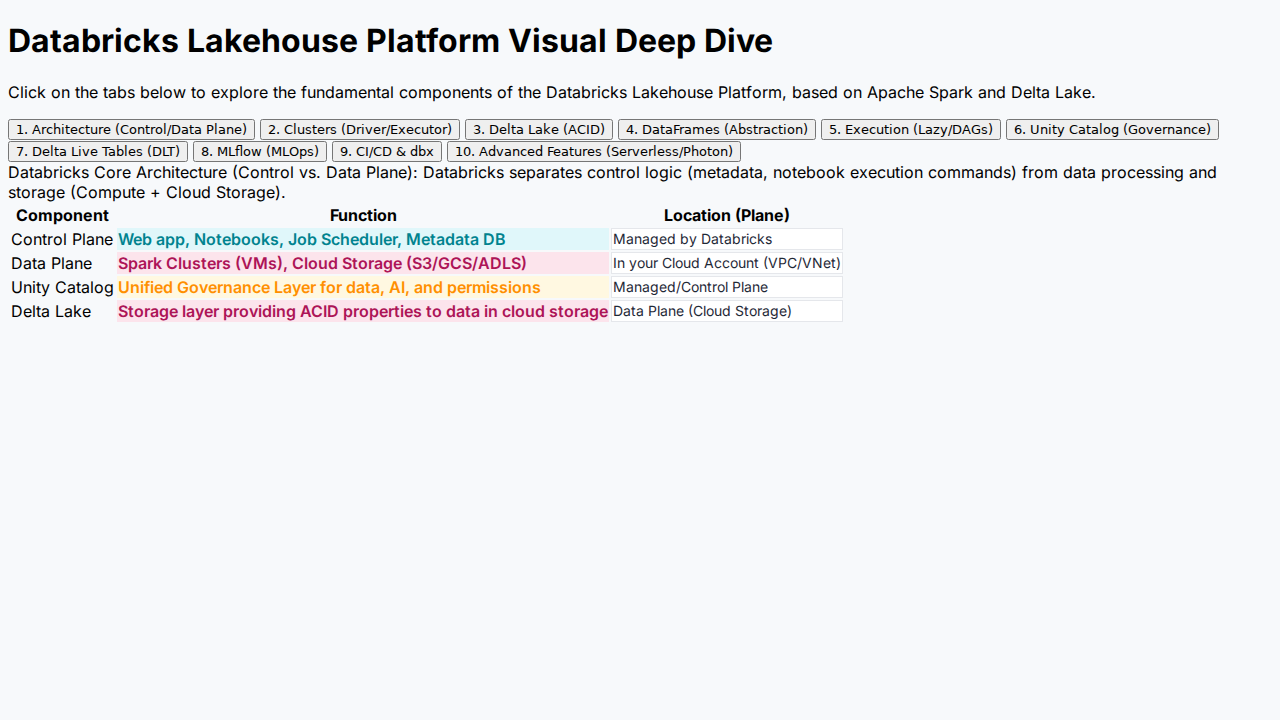 Databricks Lakehouse Platform Visual Deep Dive
Click on the tabs below to explore the fundamental components of the Databricks Lakehouse Platform, based on Apache Spark and Delta Lake.
1. Architecture (Control/Data Plane) 2. Clusters (Driver/Executor) 3. Delta Lake (ACID) 4. DataFrames (Abstraction) 5. Execution (Lazy/DAGs) 6. Unity Catalog (Governance)
7. Delta Live Tables (DLT) 8. MLflow (MLOps) 9. CI/CD & dbx 10. Advanced Features (Serverless/Photon)
Databricks Core Architecture (Control vs. Data Plane): Databricks separates control logic (metadata, notebook execution commands) from data processing and
storage (Compute + Cloud Storage).
Component Function Location (Plane)
Control Plane Web app, Notebooks, Job Scheduler, Metadata DB Managed by Databricks
Data Plane Spark Clusters (VMs), Cloud Storage (S3/GCS/ADLS) In your Cloud Account (VPC/VNet)
Unity Catalog Unified Governance Layer for data, AI, and permissions Managed/Control Plane
Delta Lake Storage layer providing ACID properties to data in cloud storage Data Plane (Cloud Storage)